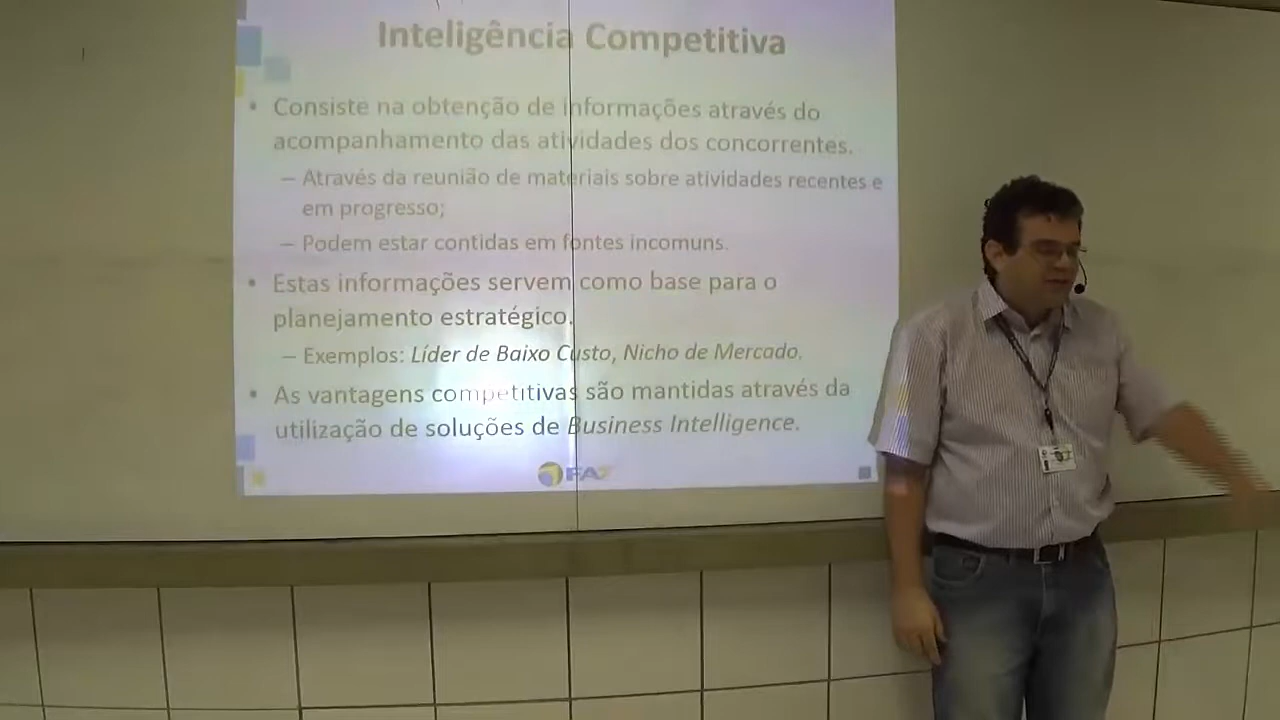 Inteligência Competitiva
• Consiste na obtenção de informações através do
acompanhamento das atividades dos concorrentes.
– Através da reunião de materiais sobre atividades recentes e
em progresso;
– Podem estar contidas em fontes incomuns.
• Estas informações servem como base para o
planejamento estratégico.
– Exemplos: Líder de Baixo Custo, Nicho de Mercado.
• As vantagens competitivas são mantidas através da
utilização de soluções de Business Intelligence.